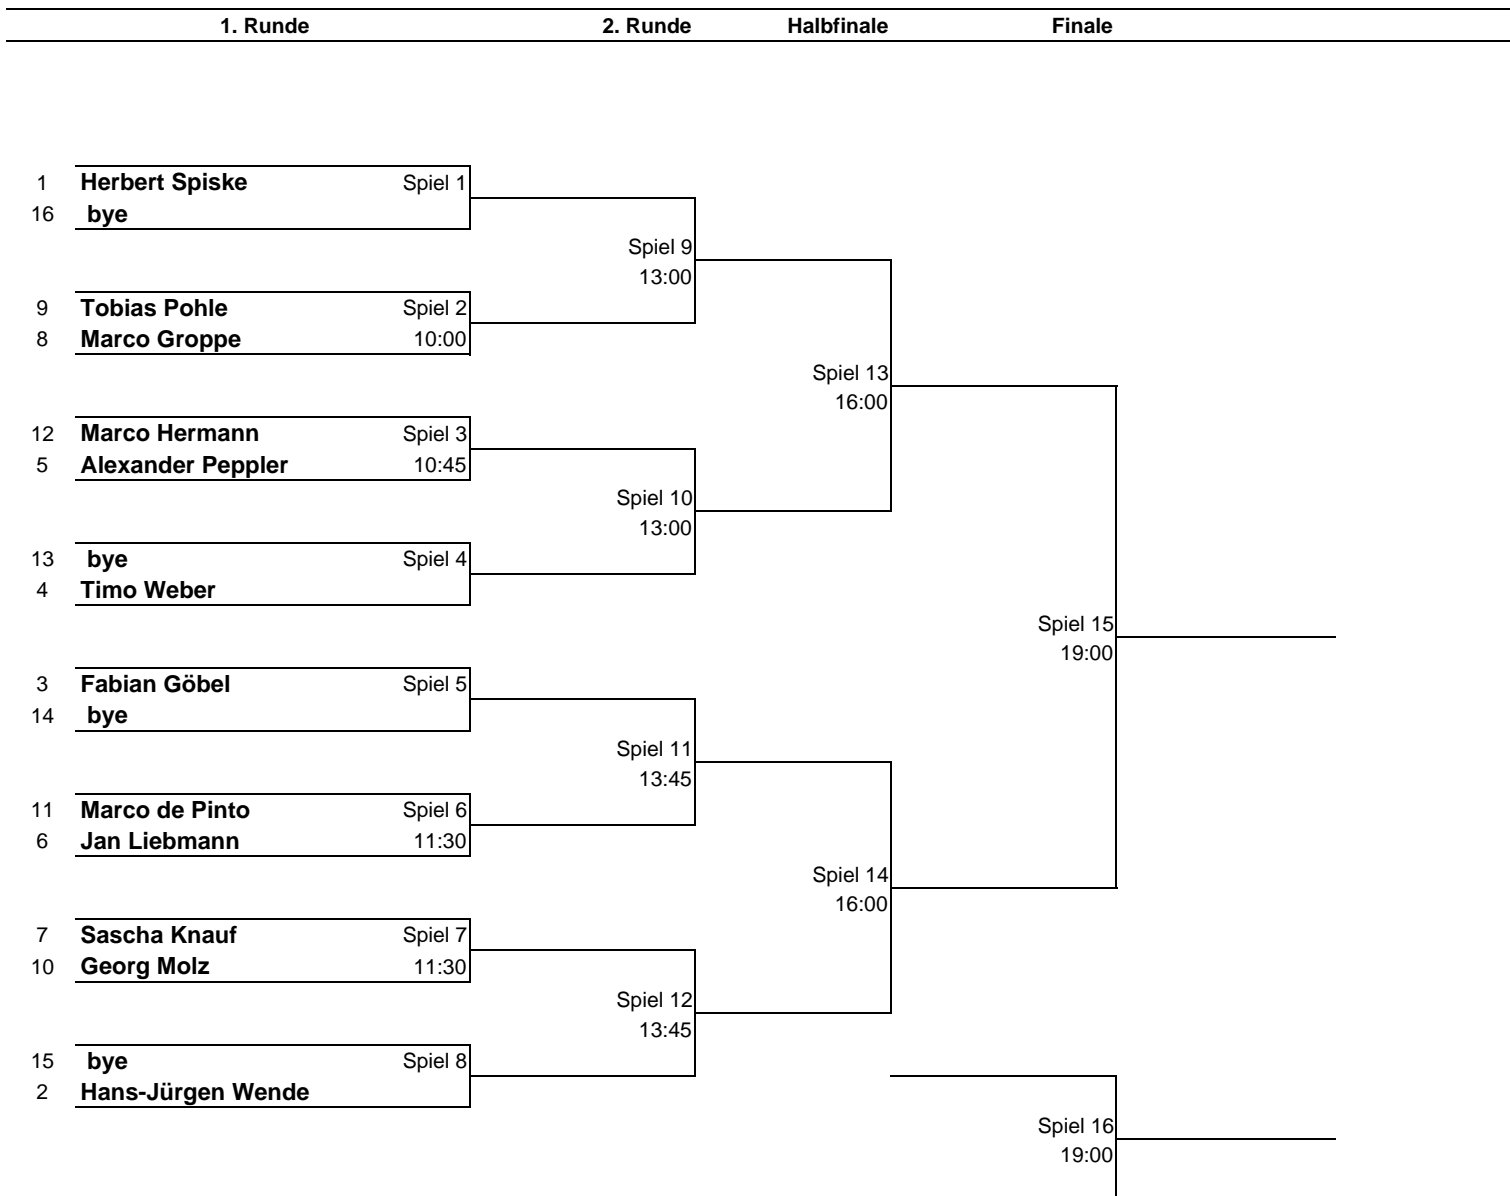 1. Runde 2. Runde Halbfinale Finale
1 Herbert Spiske Spiel 1
16 bye
Spiel 9
13:00
9 Tobias Pohle Spiel 2
8 Marco Groppe 10:00
Spiel 13
16:00
12 Marco Hermann Spiel 3
5 Alexander Peppler 10:45
Spiel 10
13:00
13 bye Spiel 4
4 Timo Weber
Spiel 15
19:00
3 Fabian Göbel Spiel 5
14 bye
Spiel 11
13:45
11 Marco de Pinto Spiel 6
6 Jan Liebmann 11:30
Spiel 14
16:00
7 Sascha Knauf Spiel 7
10 Georg Molz 11:30
Spiel 12
13:45
15 bye Spiel 8
2 Hans-Jürgen Wende
Spiel 16
19:00